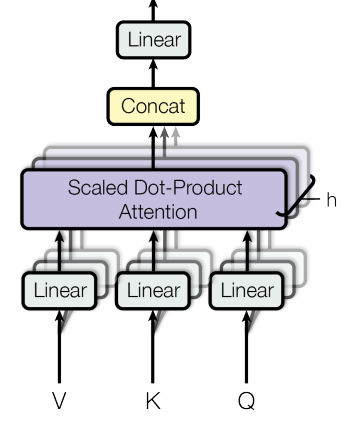 Linear
Concat
Scaled Dot-Product
Attention
h
Linear
Linear
Linear
V
K
Q